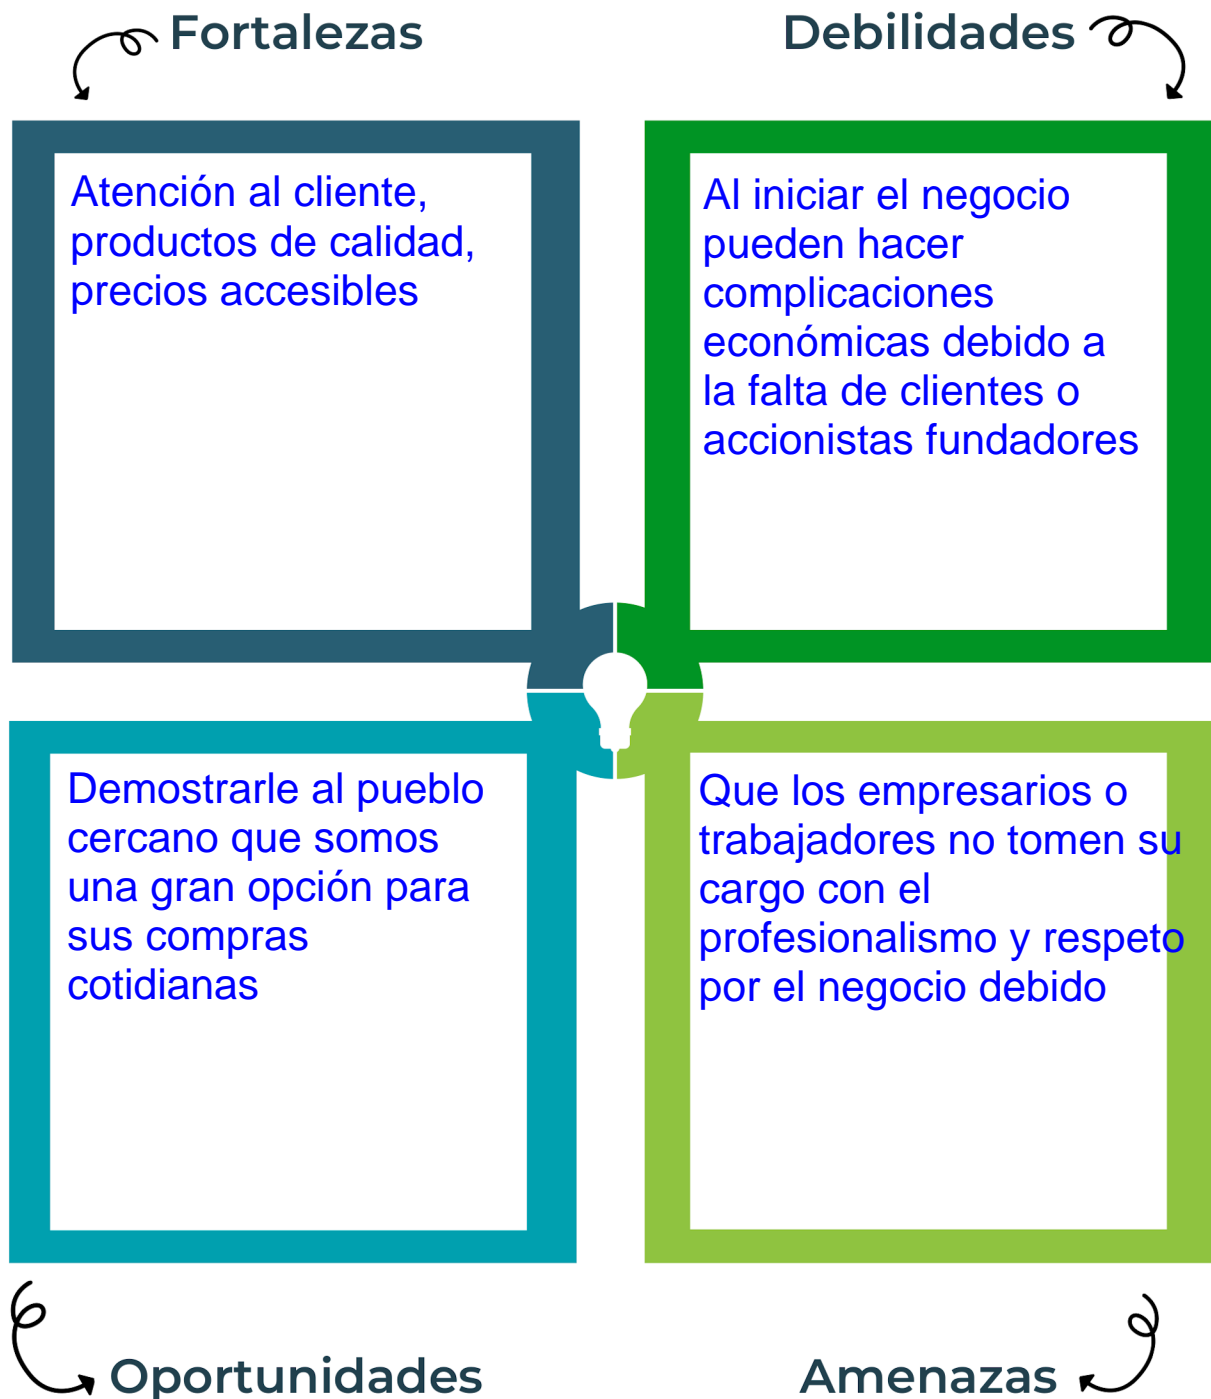 Fortalezas
Atención al cliente,
productos de calidad,
precios accesibles
Debilidades
Al iniciar el negocio
pueden hacer
complicaciones
económicas debido a
la falta de clientes o
accionistas fundadores
Demostrarle al pueblo
cercano que somos
una gran opción para
sus compras
cotidianas
Oportunidades
Que los empresarios o
trabajadores no tomen su
cargo con el
profesionalismo y respeto
por el negocio debido
Amenazas